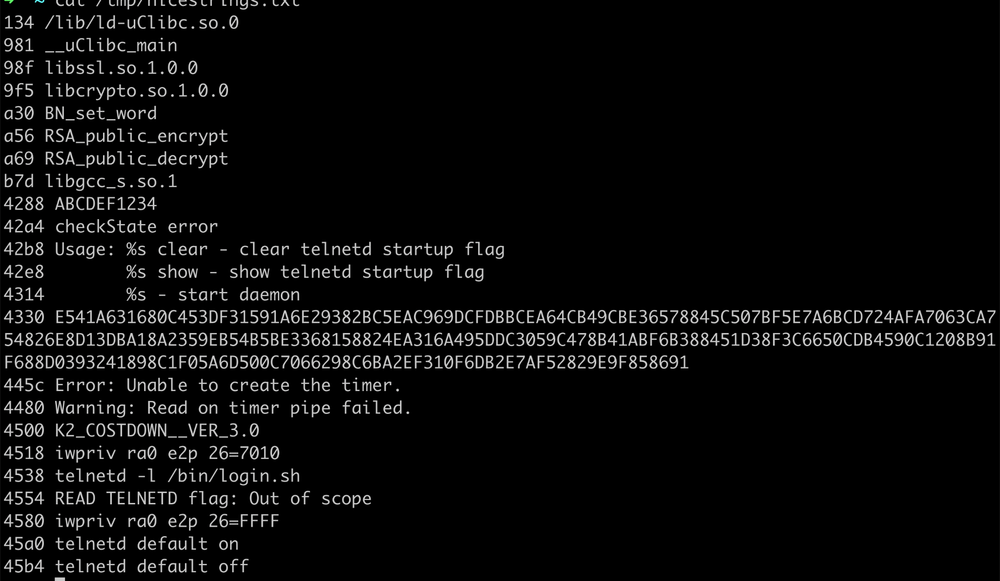 ➜  ~ cat /tmp/nicestrings.txt
134 /lib/ld-uClibc.so.0
981 __uClibc_main
98f libssl.so.1.0.0
9f5 libcrypto.so.1.0.0
a30 BN_set_word
a56 RSA_public_encrypt
a69 RSA_public_decrypt
b7d libgcc_s.so.1
4288 ABCDEF1234
42a4 checkState error
42b8 Usage: %s clear - clear telnetd startup flag
42e8        %s show - show telnetd startup flag
4314        %s - start daemon
4330 E541A631680C453DF31591A6E29382BC5EAC969DCFDBBCEA64CB49CBE36578845C507BF5E7A6BCD724AFA7063CA7
54826E8D13DBA18A2359EB54B5BE3368158824EA316A495DDC3059C478B41ABF6B388451D38F3C6650CDB4590C1208B91
F688D0393241898C1F05A6D500C7066298C6BA2EF310F6DB2E7AF52829E9F858691
445c Error: Unable to create the timer.
4480 Warning: Read on timer pipe failed.
4500 K2_COSTDOWN__VER_3.0
4518 iwpriv ra0 e2p 26=7010
4538 telnetd -l /bin/login.sh
4554 READ TELNETD flag: Out of scope
4580 iwpriv ra0 e2p 26=FFFF
45a0 telnetd default on
45b4 telnetd default off